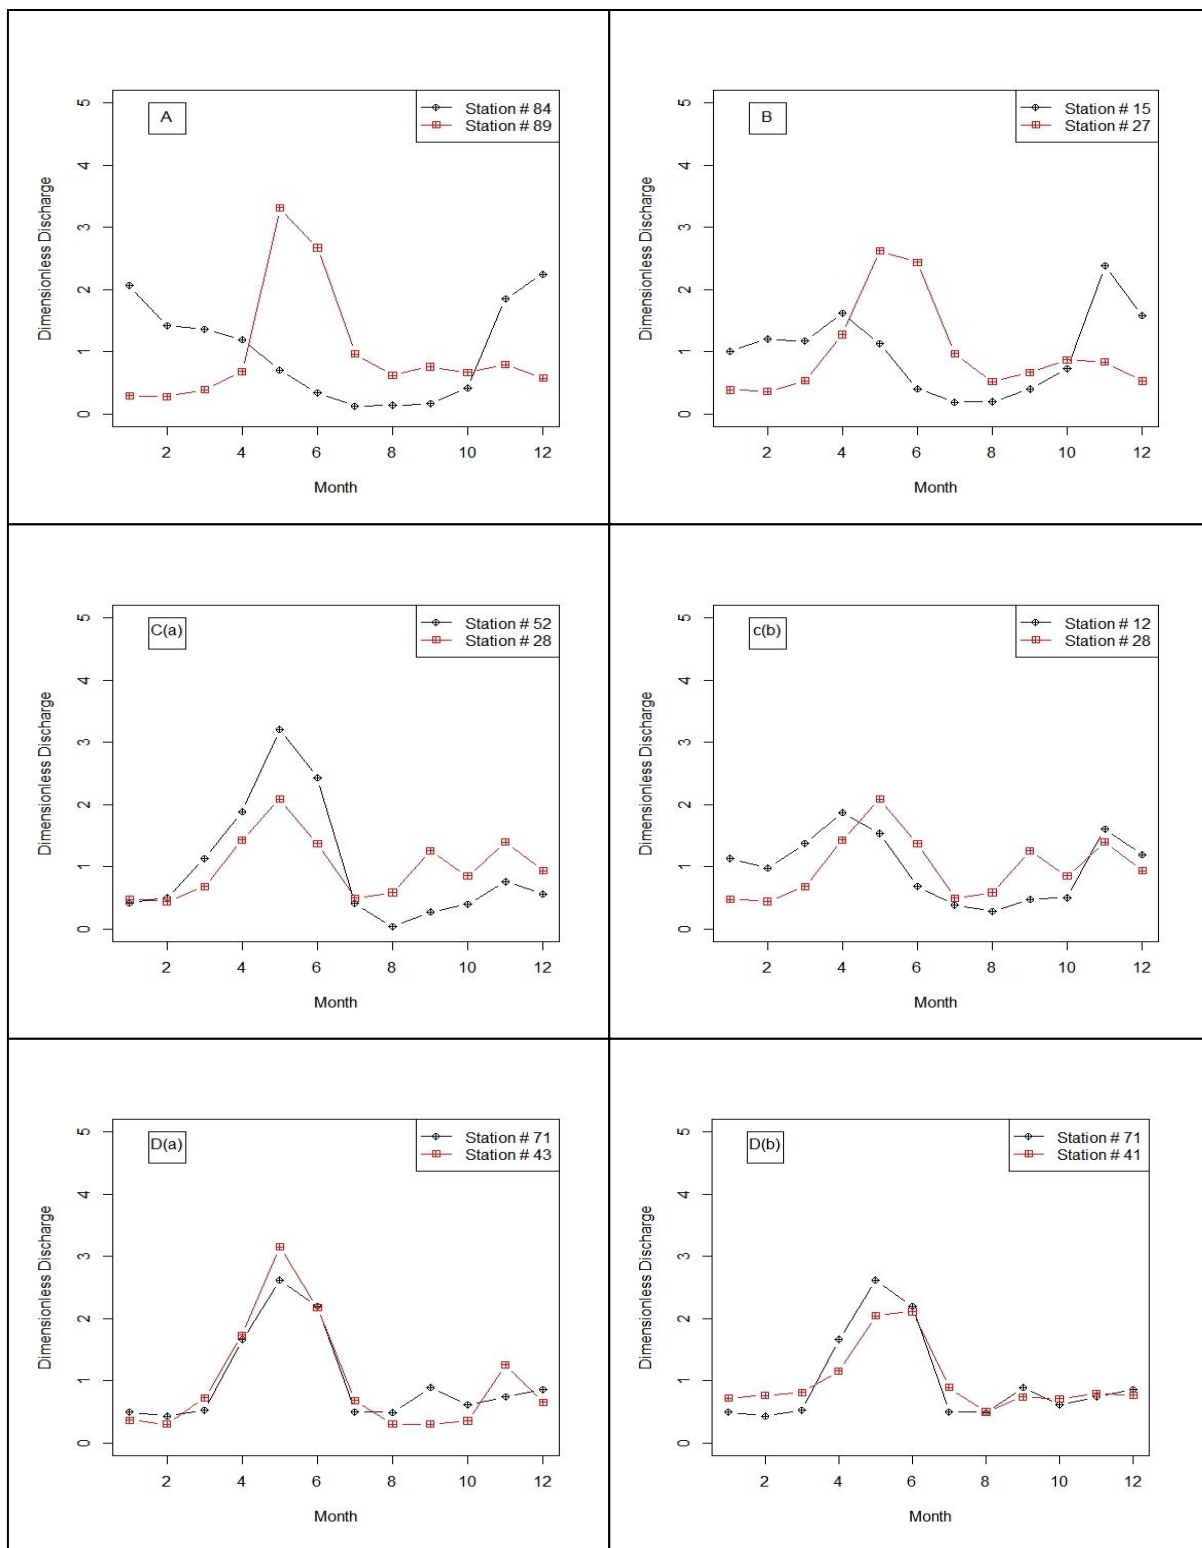 A
Station # 84
Station # 89
Dimensionless Discharge
5
4
3
2
1
0
2 4 6 8 10 12
Month
B
Station # 15
Station # 27
Dimensionless Discharge
5
4
3
2
1
0
2 4 6 8 10 12
Month
C(a)
Station # 52
Station # 28
Dimensionless Discharge
5
4
3
2
1
0
2 4 6 8 10 12
Month
c(b)
Station # 12
Station # 28
Dimensionless Discharge
5
4
3
2
1
0
2 4 6 8 10 12
Month
D(a)
Station # 71
Station # 43
Dimensionless Discharge
5
4
3
2
1
0
2 4 6 8 10 12
Month
D(b)
Station # 71
Station # 41
Dimensionless Discharge
5
4
3
2
1
0
2 4 6 8 10 12
Month